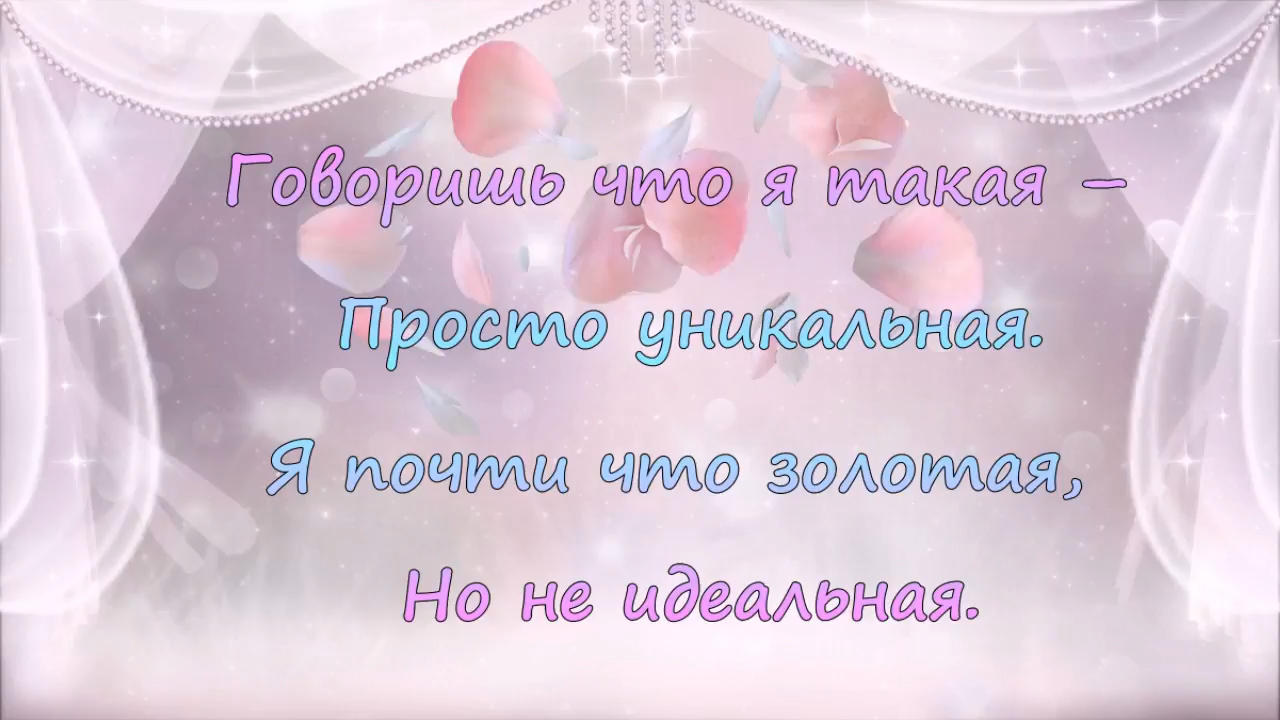 Говоришь что я такая –
Просто уникальная.
Я почти что золотая,
Но не идеальная.